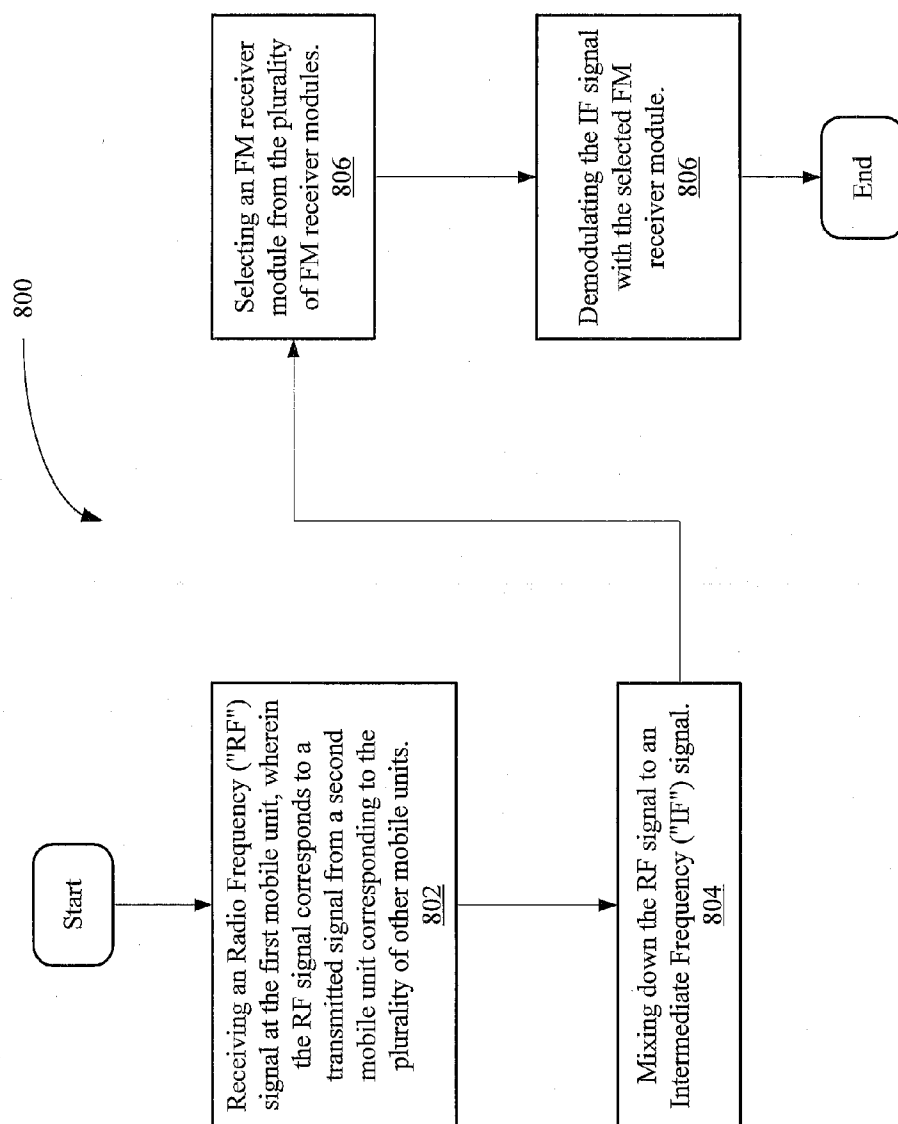 800
Start
Receiving an Radio Frequency ("RF")
signal at the first mobile unit, wherein
the RF signal corresponds to a
transmitted signal from a second
mobile unit corresponding to the
plurality of other mobile units.
802
Mixing down the RF signal to an
Intermediate Frequency ("IF") signal.
804
Selecting an FM receiver
module from the plurality
of FM receiver modules.
806
Demodulating the IF signal
with the selected FM
receiver module.
806
End